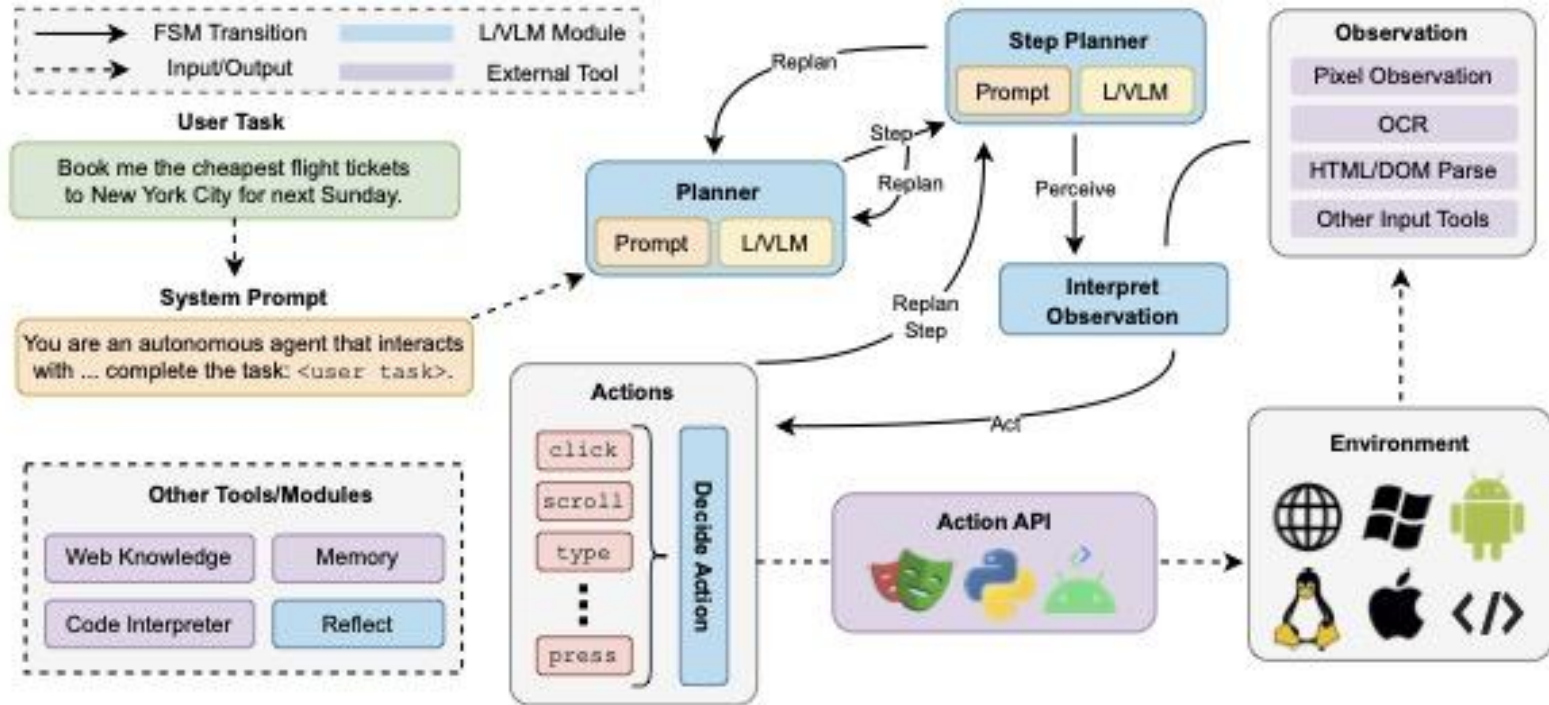 FSM Transition
L/VLM Module
Input/Output
External Tool
User Task
Book me the cheapest flight tickets
to New York City for next Sunday.
System Prompt
You are an autonomous agent that interacts
with ... complete the task: <user task>.
Planner
Prompt
L/VLM
Replan
Step
Replan
Step Planner
Prompt
L/VLM
Perceive
Interpret
Observation
Replan
Step
Act
Observation
Pixel Observation
OCR
HTML/DOM Parse
Other Input Tools
Actions
click
scroll
type
press
Decide Action
Action API
Environment
Other Tools/Modules
Web Knowledge
Memory
Code Interpreter
Reflect